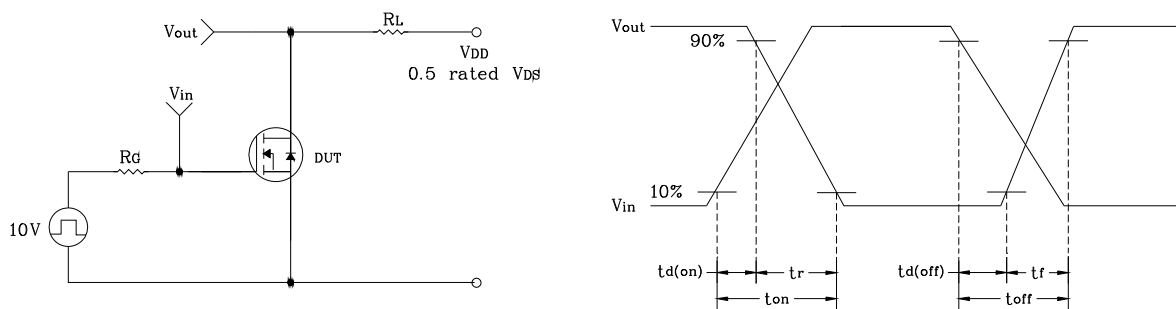 Vout
RL
VDD
0.5 rated VDS
Vin
RG
DUT
10V
Vout
90%
10%
Vin
td(on)
tr
td(off)
tf
ton
toff